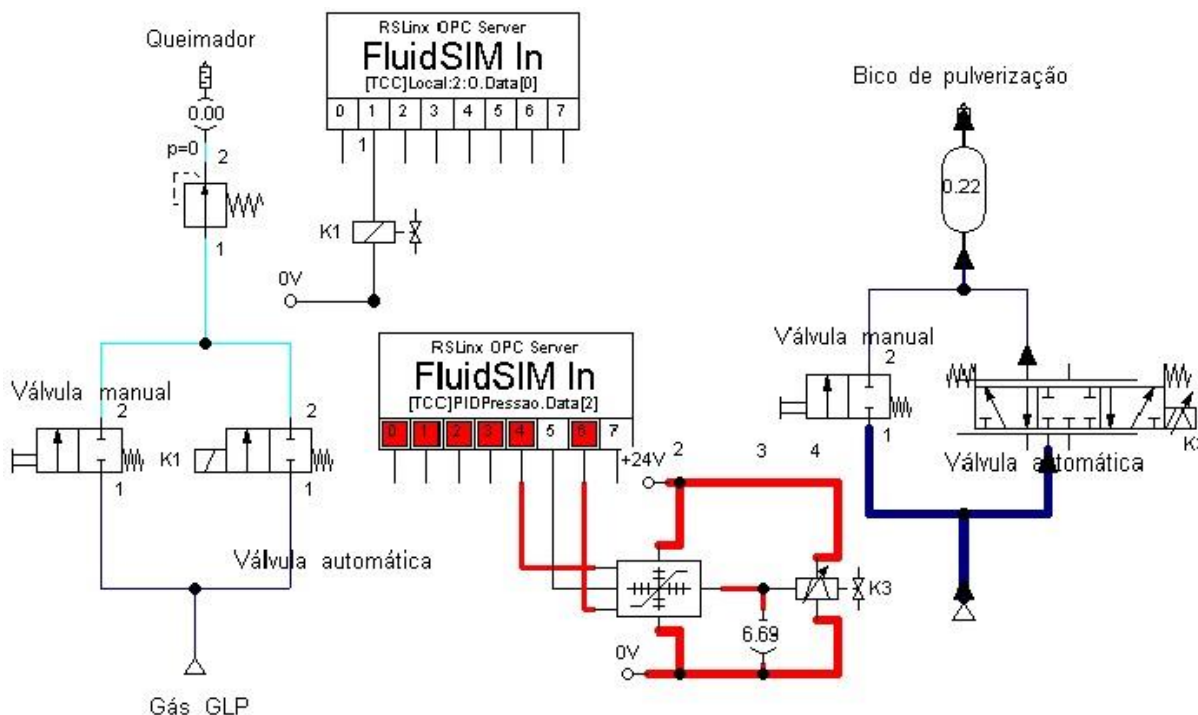 Queimador
0.00
p=0
2
1
RSLinx OPC Server
FluidSIM In
[TCC]Local:2:O.Data[0]
0 1 2 3 4 5 6 7
1
K1
0V
Válvula manual
2
1
K1
2
1
Válvula automática
Gás GLP
RSLinx OPC Server
FluidSIM In
[TCC]PIDPressao.Data[2]
0 1 2 3 4 5 6 7
+24V
2 3 4
K3
6.69
0V
Bico de pulverização
0.22
Válvula manual
2
1
Válvula automática